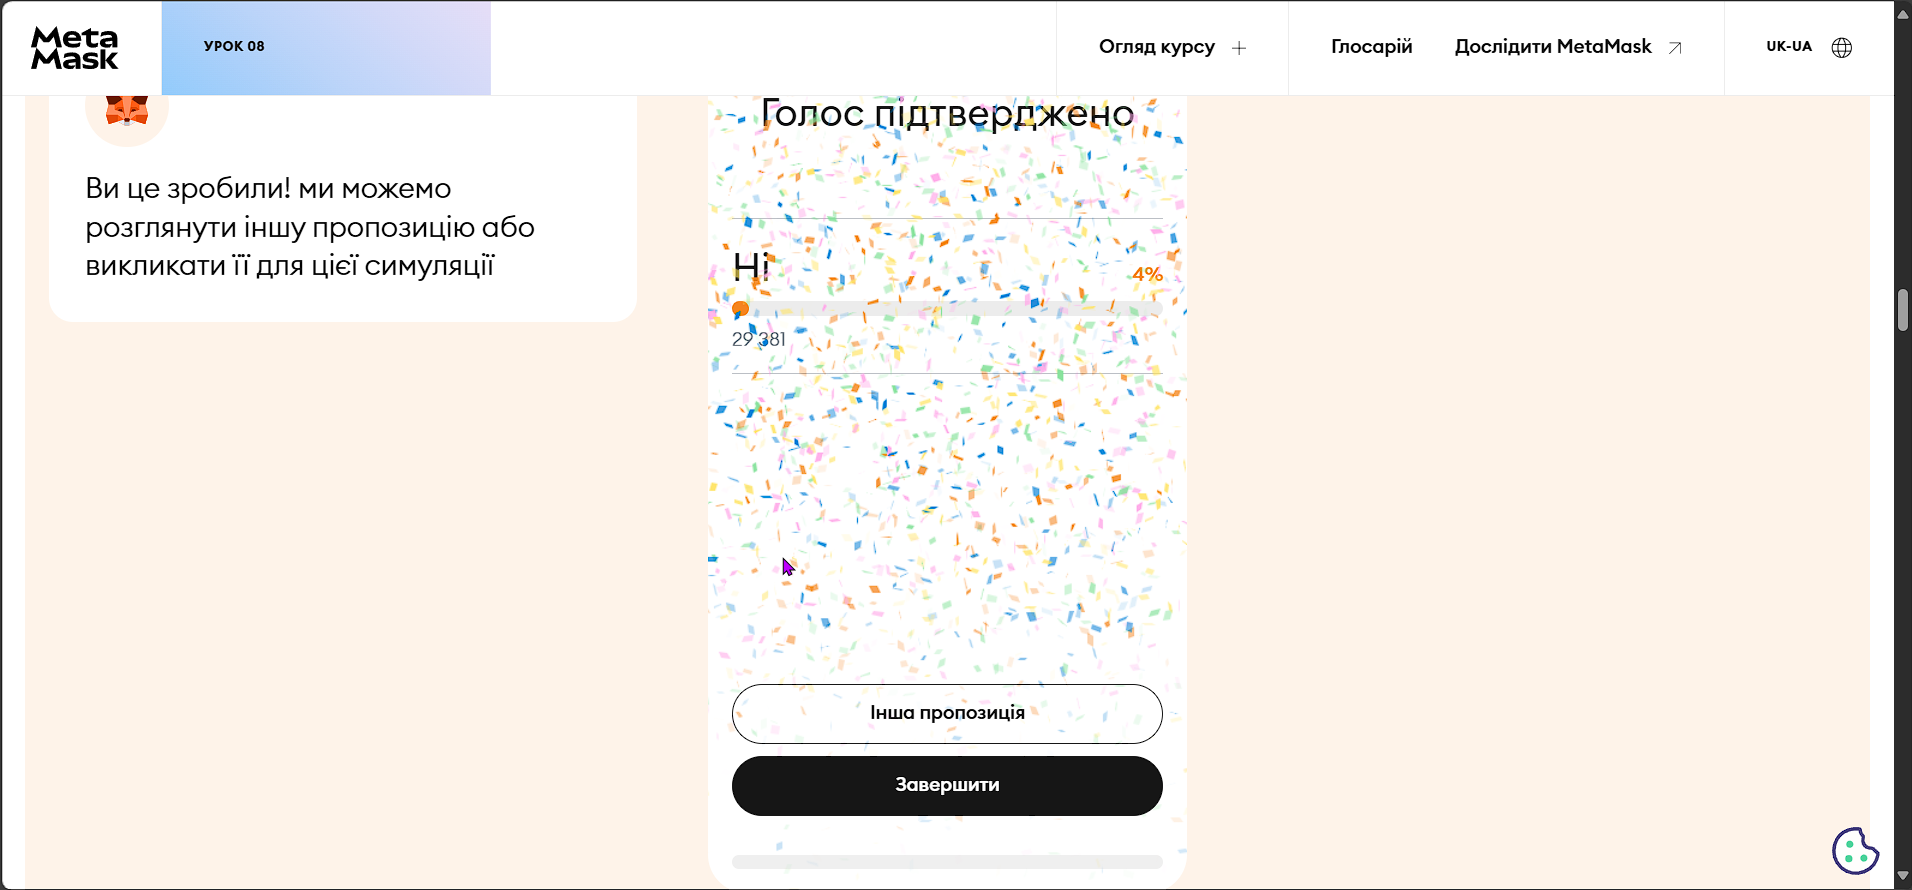 Meta
Mask
УРОК 08
Огляд курсу
Глосарій
Дослідити MetaMask
UK-UA
Ви це зробили! ми можемо
розглянути іншу пропозицію або
викликати її для цієї симуляції
Голос підтверджено
Ні
4%
29 381
Інша пропозиція
Завершити